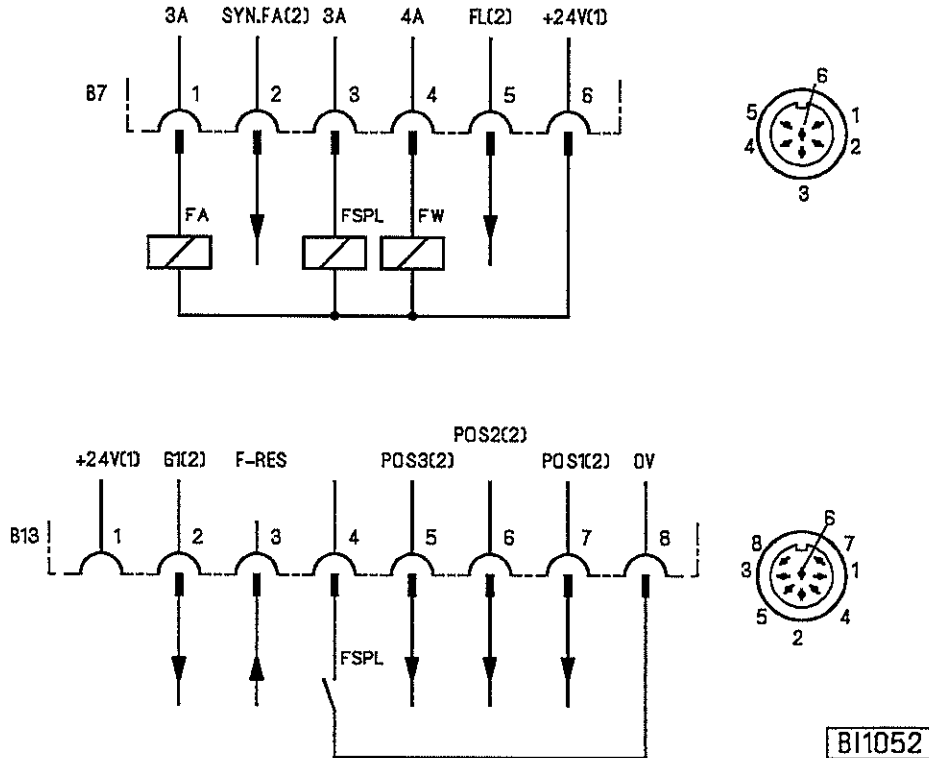 3A SYN.FA(2) 3A 4A FL(2) +24V(1)
B7 1 2 3 4 5 6
FA FSPL FW
6
5 1
4 2
3
POS2(2)
+24V(1) G1(2) F-RES POS3(2) POS1(2) 0V
B13 1 2 3 4 5 6 7 8
FSPL
6
8 7
3 1
5 4
2
BI1052